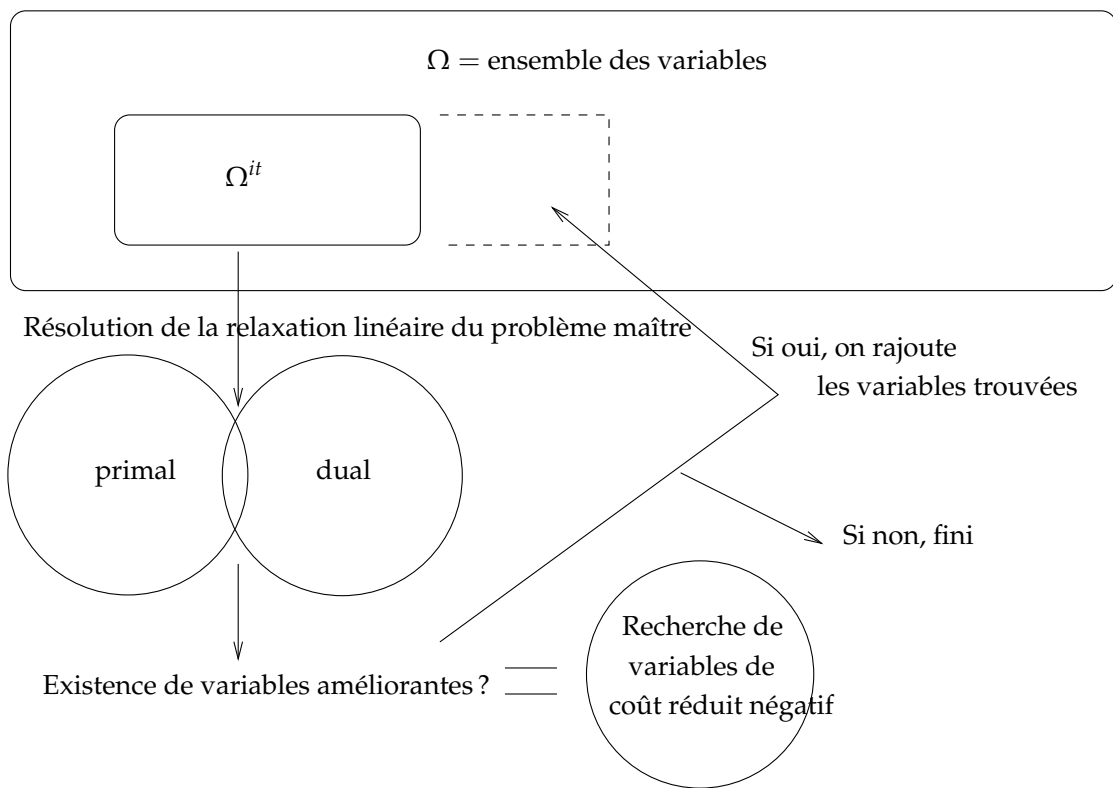 Ω = ensemble des variables
Ω^{it}
Résolution de la relaxation linéaire du problème maître
Si oui, on rajoute
les variables trouvées
primal
dual
Si non, fini
Existence de variables améliorantes ?
Recherche de
variables de
coût réduit négatif